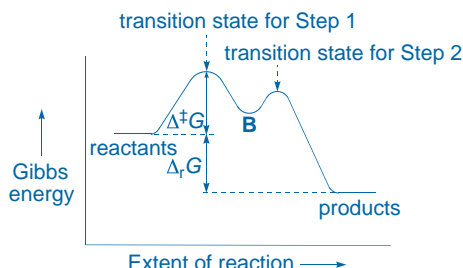 transition state for Step 1
transition state for Step 2
Δ‡G
B
reactants
ΔrG
Gibbs
energy
products
Extent of reaction